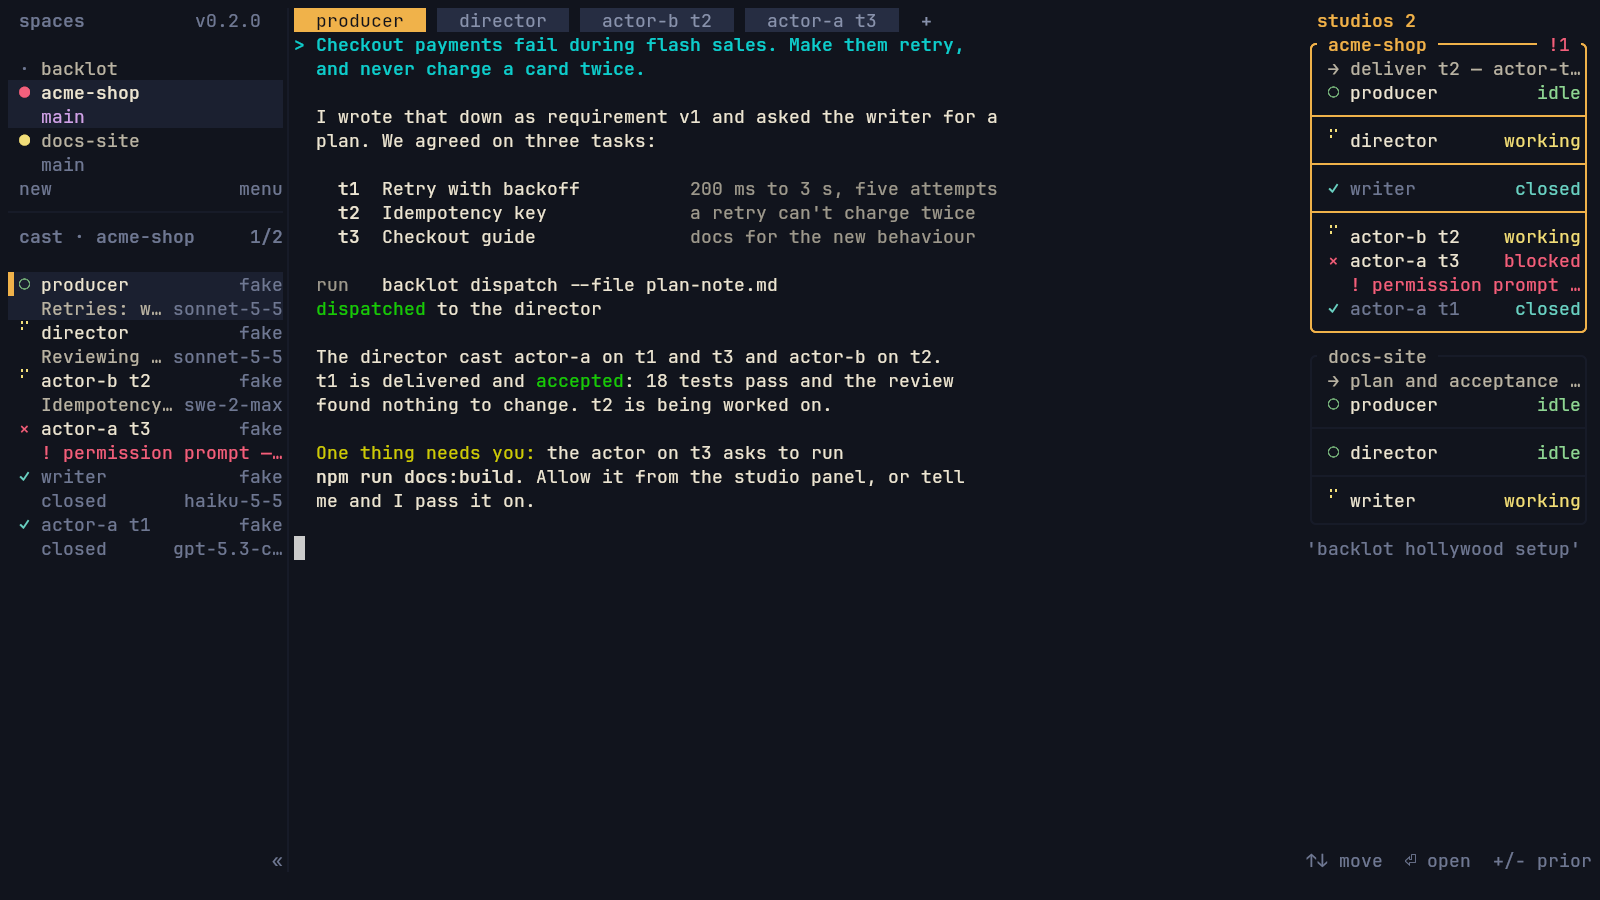 spaces v0.2.0
· backlot
● acme-shop
main
● docs-site
main
new menu
cast · acme-shop 1/2
○ producer fake
Retries: w… sonnet-5-5
director fake
Reviewing … sonnet-5-5
actor-b t2 fake
Idempotency… swe-2-max
× actor-a t3 fake
! permission prompt —…
✓ writer fake
closed haiku-5-5
✓ actor-a t1 fake
closed gpt-5.3-c…
«
producer director actor-b t2 actor-a t3 +
> Checkout payments fail during flash sales. Make them retry,
and never charge a card twice.
I wrote that down as requirement v1 and asked the writer for a
plan. We agreed on three tasks:
t1 Retry with backoff 200 ms to 3 s, five attempts
t2 Idempotency key a retry can't charge twice
t3 Checkout guide docs for the new behaviour
run backlot dispatch --file plan-note.md
dispatched to the director
The director cast actor-a on t1 and t3 and actor-b on t2.
t1 is delivered and accepted: 18 tests pass and the review
found nothing to change. t2 is being worked on.
One thing needs you: the actor on t3 asks to run
npm run docs:build. Allow it from the studio panel, or tell
me and I pass it on.
studios 2
acme-shop !1
→ deliver t2 — actor-t…
○ producer idle
director working
✓ writer closed
actor-b t2 working
× actor-a t3 blocked
! permission prompt …
✓ actor-a t1 closed
docs-site
→ plan and acceptance …
○ producer idle
○ director idle
writer working
'backlot hollywood setup'
↑↓ move ⏎ open +/- prior